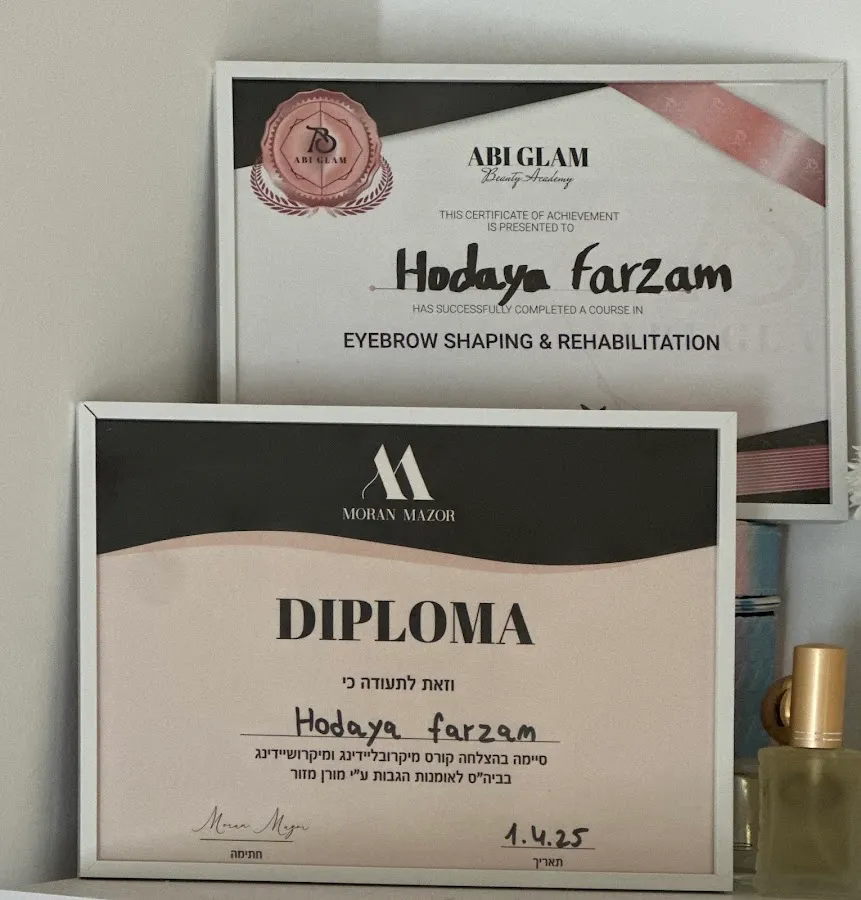 ABI GLAM
ABI GLAM
Beauty Academy
THIS CERTIFICATE OF ACHIEVEMENT
IS PRESENTED TO
Hodaya farzam
HAS SUCCESSFULLY COMPLETED A COURSE IN
EYEBROW SHAPING & REHABILITATION
MORAN MAZOR
DIPLOMA
וזאת לתעודה כי
Hodaya farzam
סיימה בהצלחה קורס מיקרובליידינג ומיקרושיידינג
בביה"ס לאומנות הגבות ע"י מורן מזור
Moran Mazor
1.4.25
חתימה
תאריך